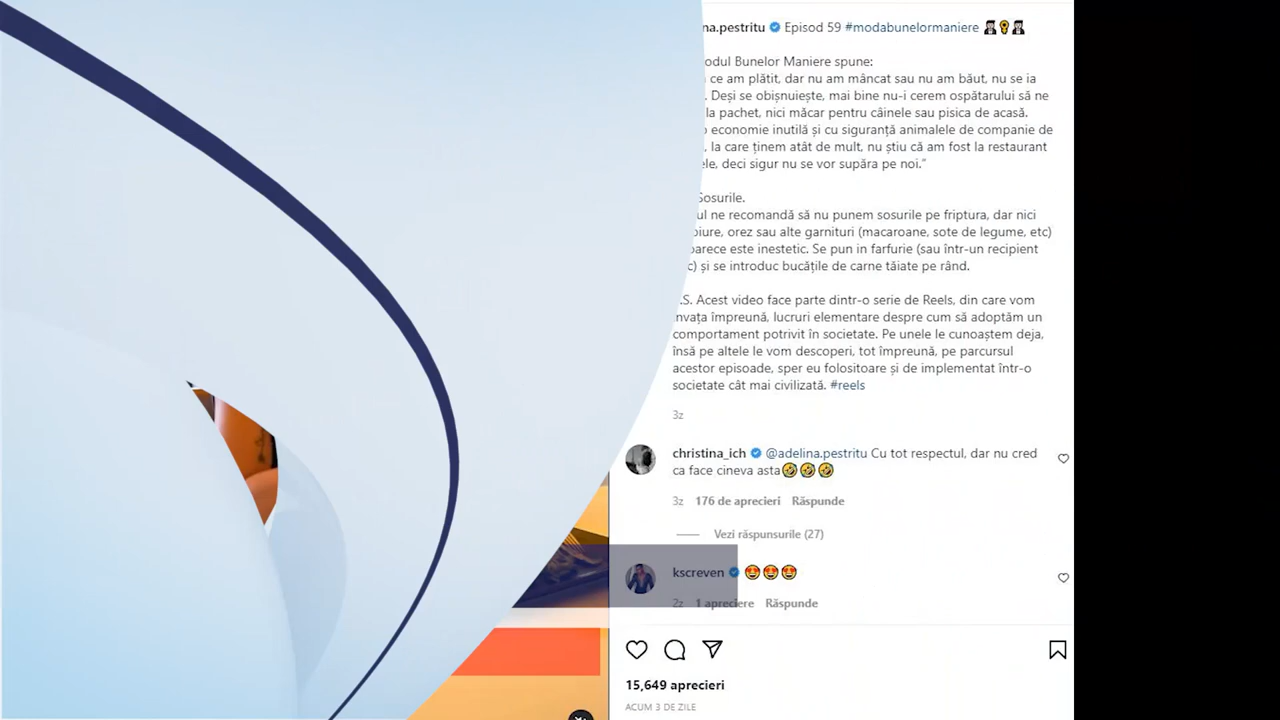 na.pestritu Episod 59 #modabunelormaniere
odul Bunelor Maniere spune:
ce am plătit, dar nu am mâncat sau nu am băut, nu se ia
. Deși se obișnuiește, mai bine nu-i cerem ospătarului să ne
la pachet, nici măcar pentru câinele sau pisica de acasă.
o economie inutilă și cu siguranță animalele de companie de
, la care ținem atât de mult, nu știu că am fost la restaurant
ele, deci sigur nu se vor supăra pe noi.”
Sosurile.
ul ne recomandă să nu punem sosurile pe friptura, dar nici
piure, orez sau alte garnituri (macaroane, sote de legume, etc)
oarece este inestetic. Se pun in farfurie (sau într-un recipient
c) și se introduc bucățile de carne tăiate pe rând.
.S. Acest video face parte dintr-o serie de Reels, din care vom
nvața împreună, lucruri elementare despre cum să adoptăm un
comportament potrivit în societate. Pe unele le cunoaștem deja,
însă pe altele le vom descoperi, tot împreună, pe parcursul
acestor episoade, sper eu folositoare și de implementat într-o
societate cât mai civilizată. #reels
3z
christina_ich @adelina.pestritu Cu tot respectul, dar nu cred
ca face cineva asta🤣🤣🤣
3z 176 de aprecieri Răspunde
Vezi răspunsurile (27)
kscreven 😍😍😍
2z 1 apreciere Răspunde
15,649 aprecieri
ACUM 3 DE ZILE